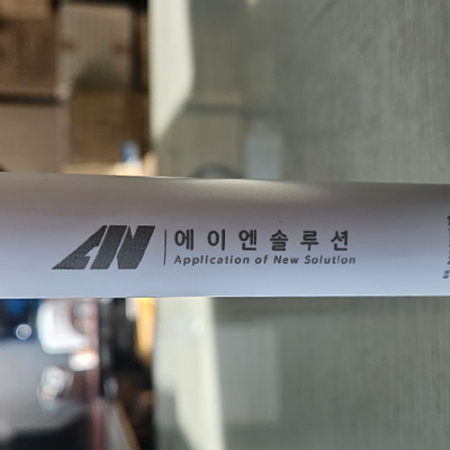 AN
에이엔솔루션
Application of New Solution